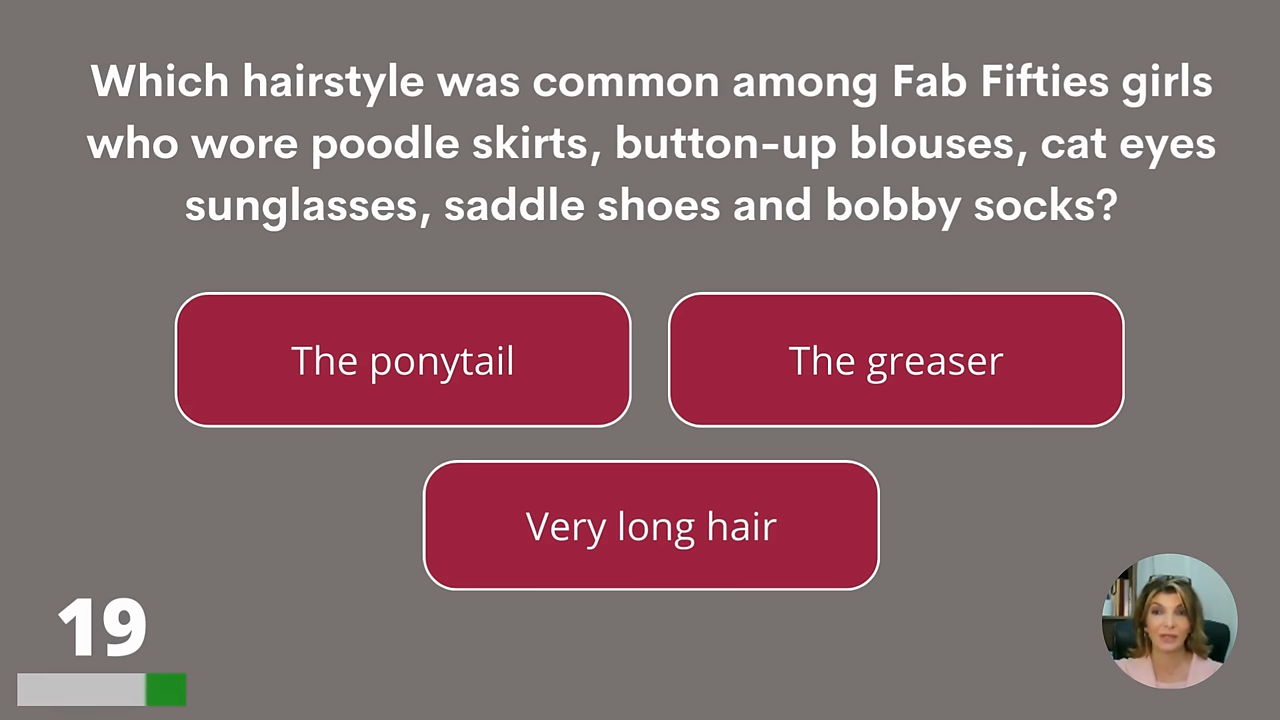 Which hairstyle was common among Fab Fifties girls
who wore poodle skirts, button-up blouses, cat eyes
sunglasses, saddle shoes and bobby socks?
The ponytail
The greaser
Very long hair
19